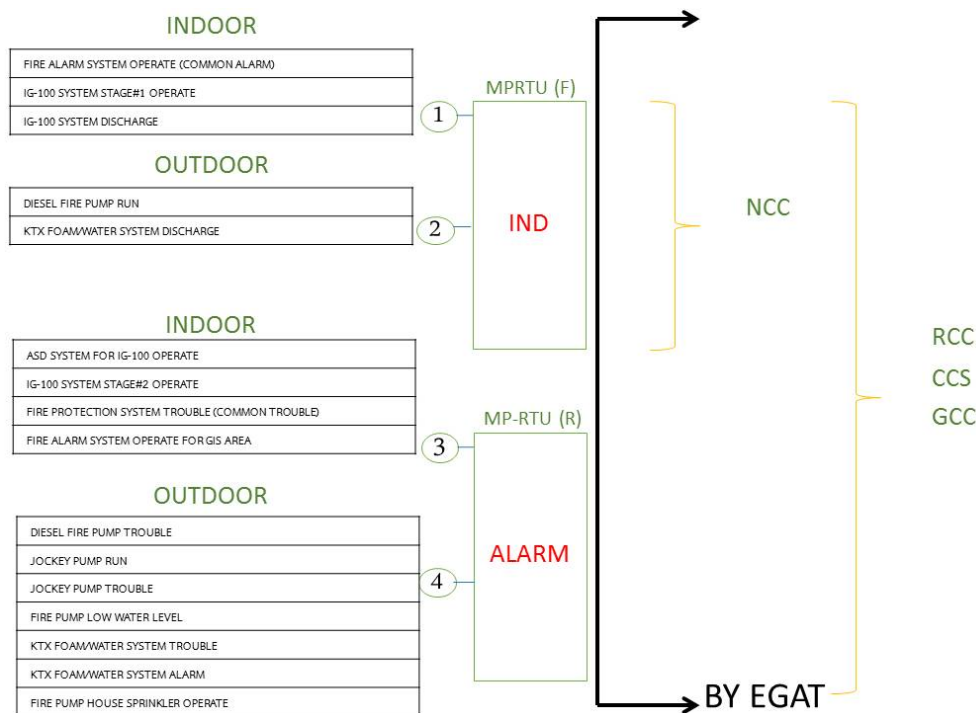 INDOOR
FIRE ALARM SYSTEM OPERATE (COMMON ALARM)
IG-100 SYSTEM STAGE#1 OPERATE
IG-100 SYSTEM DISCHARGE
1
MPRTU (F)
OUTDOOR
DIESEL FIRE PUMP RUN
KTX FOAM/WATER SYSTEM DISCHARGE
2
IND
NCC
INDOOR
ASD SYSTEM FOR IG-100 OPERATE
IG-100 SYSTEM STAGE#2 OPERATE
FIRE PROTECTION SYSTEM TROUBLE (COMMON TROUBLE)
FIRE ALARM SYSTEM OPERATE FOR GIS AREA
3
MP-RTU (R)
RCC
CCS
GCC
OUTDOOR
DIESEL FIRE PUMP TROUBLE
JOCKEY PUMP RUN
JOCKEY PUMP TROUBLE
FIRE PUMP LOW WATER LEVEL
KTX FOAM/WATER SYSTEM TROUBLE
KTX FOAM/WATER SYSTEM ALARM
FIRE PUMP HOUSE SPRINKLER OPERATE
4
ALARM
BY EGAT